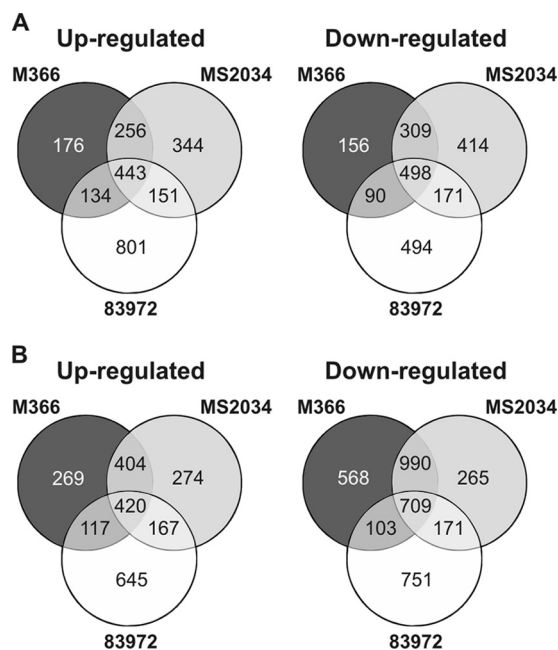 A
Up-regulated Down-regulated
M366 MS2034 M366 MS2034
256 309
176 344 156 414
443 498
134 151 90 171
801 494
83972 83972
B
Up-regulated Down-regulated
M366 MS2034 M366 MS2034
404 990
269 274 568 265
420 709
117 167 103 171
645 751
83972 83972